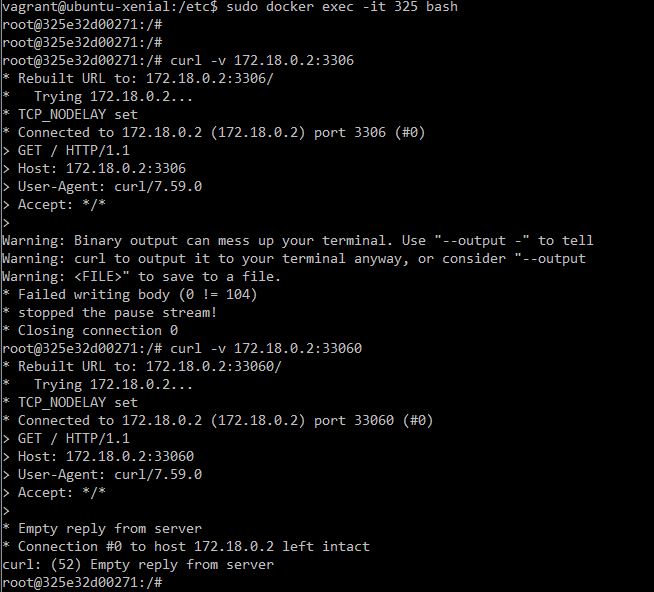 vagrant@ubuntu-xenial:/etc$ sudo docker exec -it 325 bash
root@325e32d00271:/#
root@325e32d00271:/#
root@325e32d00271:/# curl -v 172.18.0.2:3306
* Rebuilt URL to: 172.18.0.2:3306/
*   Trying 172.18.0.2...
* TCP_NODELAY set
* Connected to 172.18.0.2 (172.18.0.2) port 3306 (#0)
> GET / HTTP/1.1
> Host: 172.18.0.2:3306
> User-Agent: curl/7.59.0
> Accept: */*
>
Warning: Binary output can mess up your terminal. Use "--output -" to tell
Warning: curl to output it to your terminal anyway, or consider "--output
Warning: <FILE>" to save to a file.
* Failed writing body (0 != 104)
* stopped the pause stream!
* Closing connection 0
root@325e32d00271:/# curl -v 172.18.0.2:33060
* Rebuilt URL to: 172.18.0.2:33060/
*   Trying 172.18.0.2...
* TCP_NODELAY set
* Connected to 172.18.0.2 (172.18.0.2) port 33060 (#0)
> GET / HTTP/1.1
> Host: 172.18.0.2:33060
> User-Agent: curl/7.59.0
> Accept: */*
>
* Empty reply from server
* Connection #0 to host 172.18.0.2 left intact
curl: (52) Empty reply from server
root@325e32d00271:/#